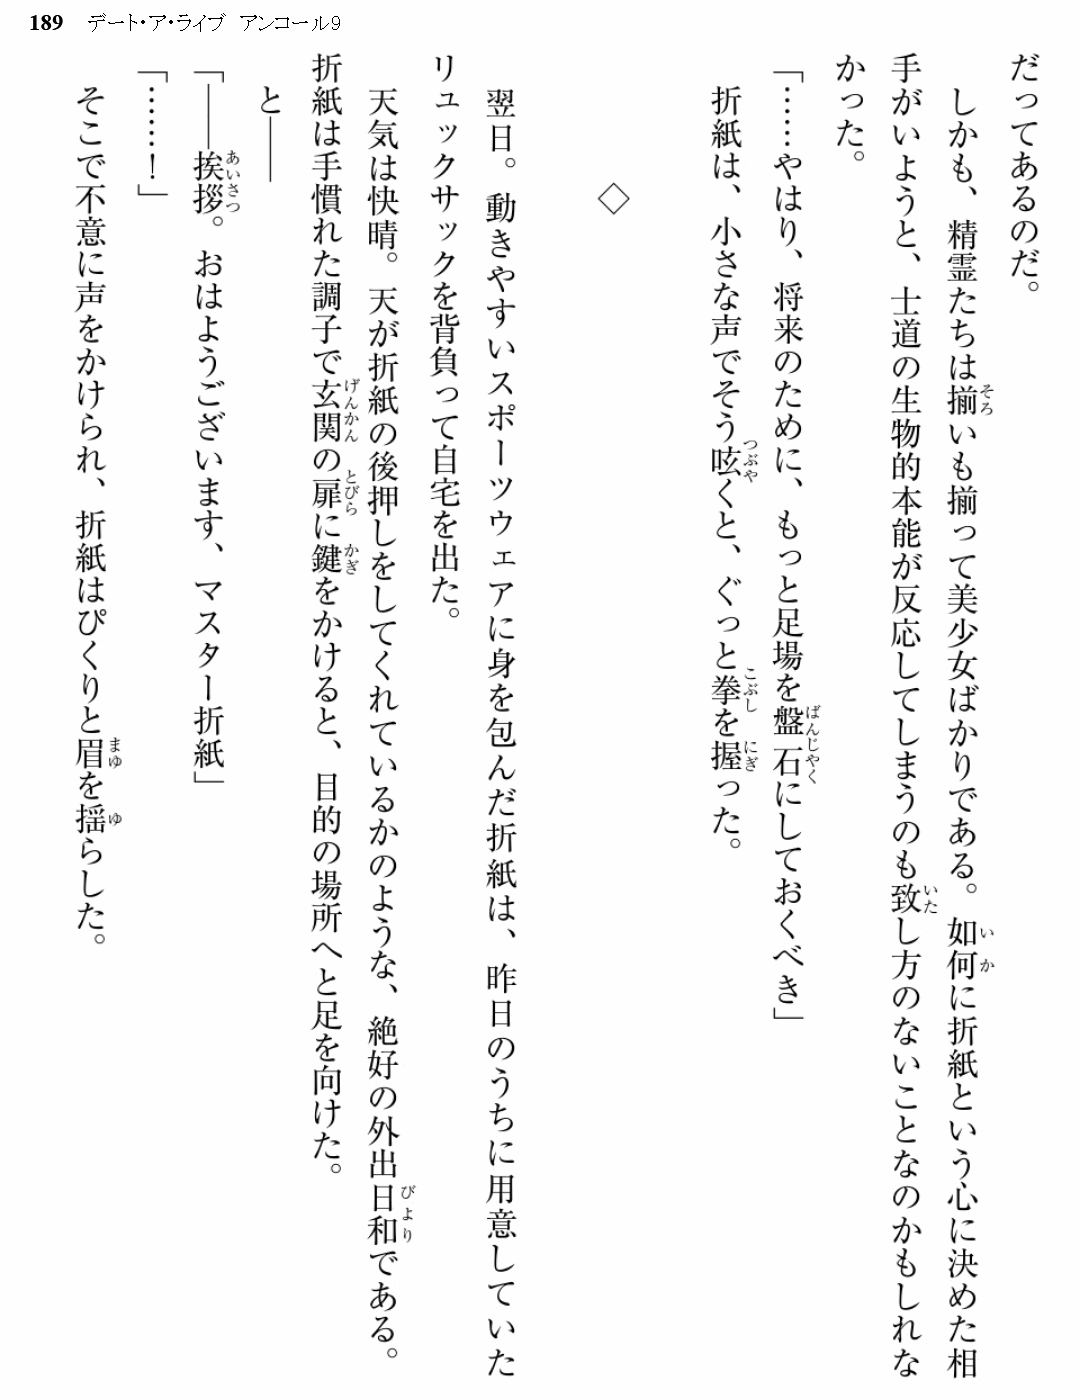 189 デート・ア・ライブ アンコール9
だってあるのだ。
　しかも、精霊たちは揃いも揃って美少女ばかりである。如何に折紙という心に決めた相
手がいようと、士道の生物的本能が反応してしまうのも致し方のないことなのかもしれな
かった。
「……やはり、将来のために、もっと足場を盤石にしておくべき」
　折紙は、小さな声でそう呟くと、ぐっと拳を握った。
◇
　翌日。動きやすいスポーツウェアに身を包んだ折紙は、昨日のうちに用意していた
リュックサックを背負って自宅を出た。
　天気は快晴。天が折紙の後押しをしてくれているかのような、絶好の外出日和である。
折紙は手慣れた調子で玄関の扉に鍵をかけると、目的の場所へと足を向けた。
　と――
「――挨拶。おはようございます、マスター折紙」
「……！」
　そこで不意に声をかけられ、折紙はぴくりと眉を揺らした。